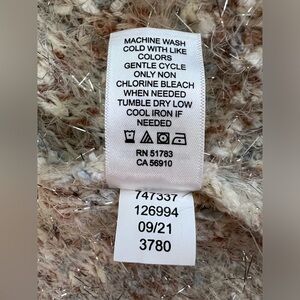 MACHINE WASH
COLD WITH LIKE
COLORS
GENTLE CYCLE
ONLY NON
CHLORINE BLEACH
WHEN NEEDED
TUMBLE DRY LOW
COOL IRON IF
NEEDED
RN 51783
CA 56910
747337
126994
09/21
3780